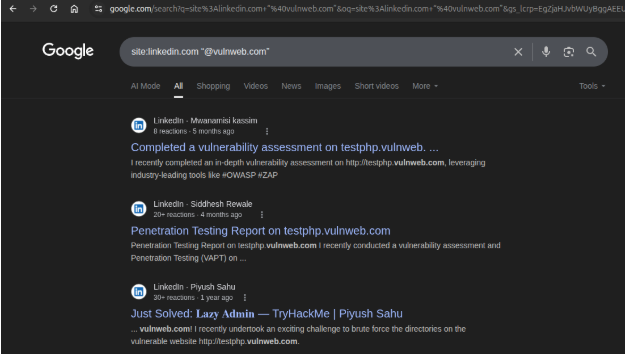 google.com/search?q=site%3Alinkedin.com+"%40vulnweb.com"&oq=site%3Alinkedin.com+"%40vulnweb.com"&gs_lcrp=EgZjaHJvbWUyBggAEEU
Google
site:linkedin.com "@vulnweb.com"
AI Mode All Shopping Videos News Images Short videos More Tools
LinkedIn · Mwanamisi kassim
8 reactions · 5 months ago
Completed a vulnerability assessment on testphp.vulnweb. ...
I recently completed an in-depth vulnerability assessment on http://testphp.vulnweb.com, leveraging
industry-leading tools like #OWASP #ZAP
LinkedIn · Siddhesh Rewale
20+ reactions · 4 months ago
Penetration Testing Report on testphp.vulnweb.com
Penetration Testing Report on testphp.vulnweb.com I recently conducted a vulnerability assessment and
Penetration Testing (VAPT) on ...
LinkedIn · Piyush Sahu
30+ reactions · 1 year ago
Just Solved: 𝐋𝐚𝐳𝐲 𝐀𝐝𝐦𝐢𝐧 — TryHackMe | Piyush Sahu
... vulnweb.com! I recently undertook an exciting challenge to brute force the directories on the
vulnerable website http://testphp.vulnweb.com.